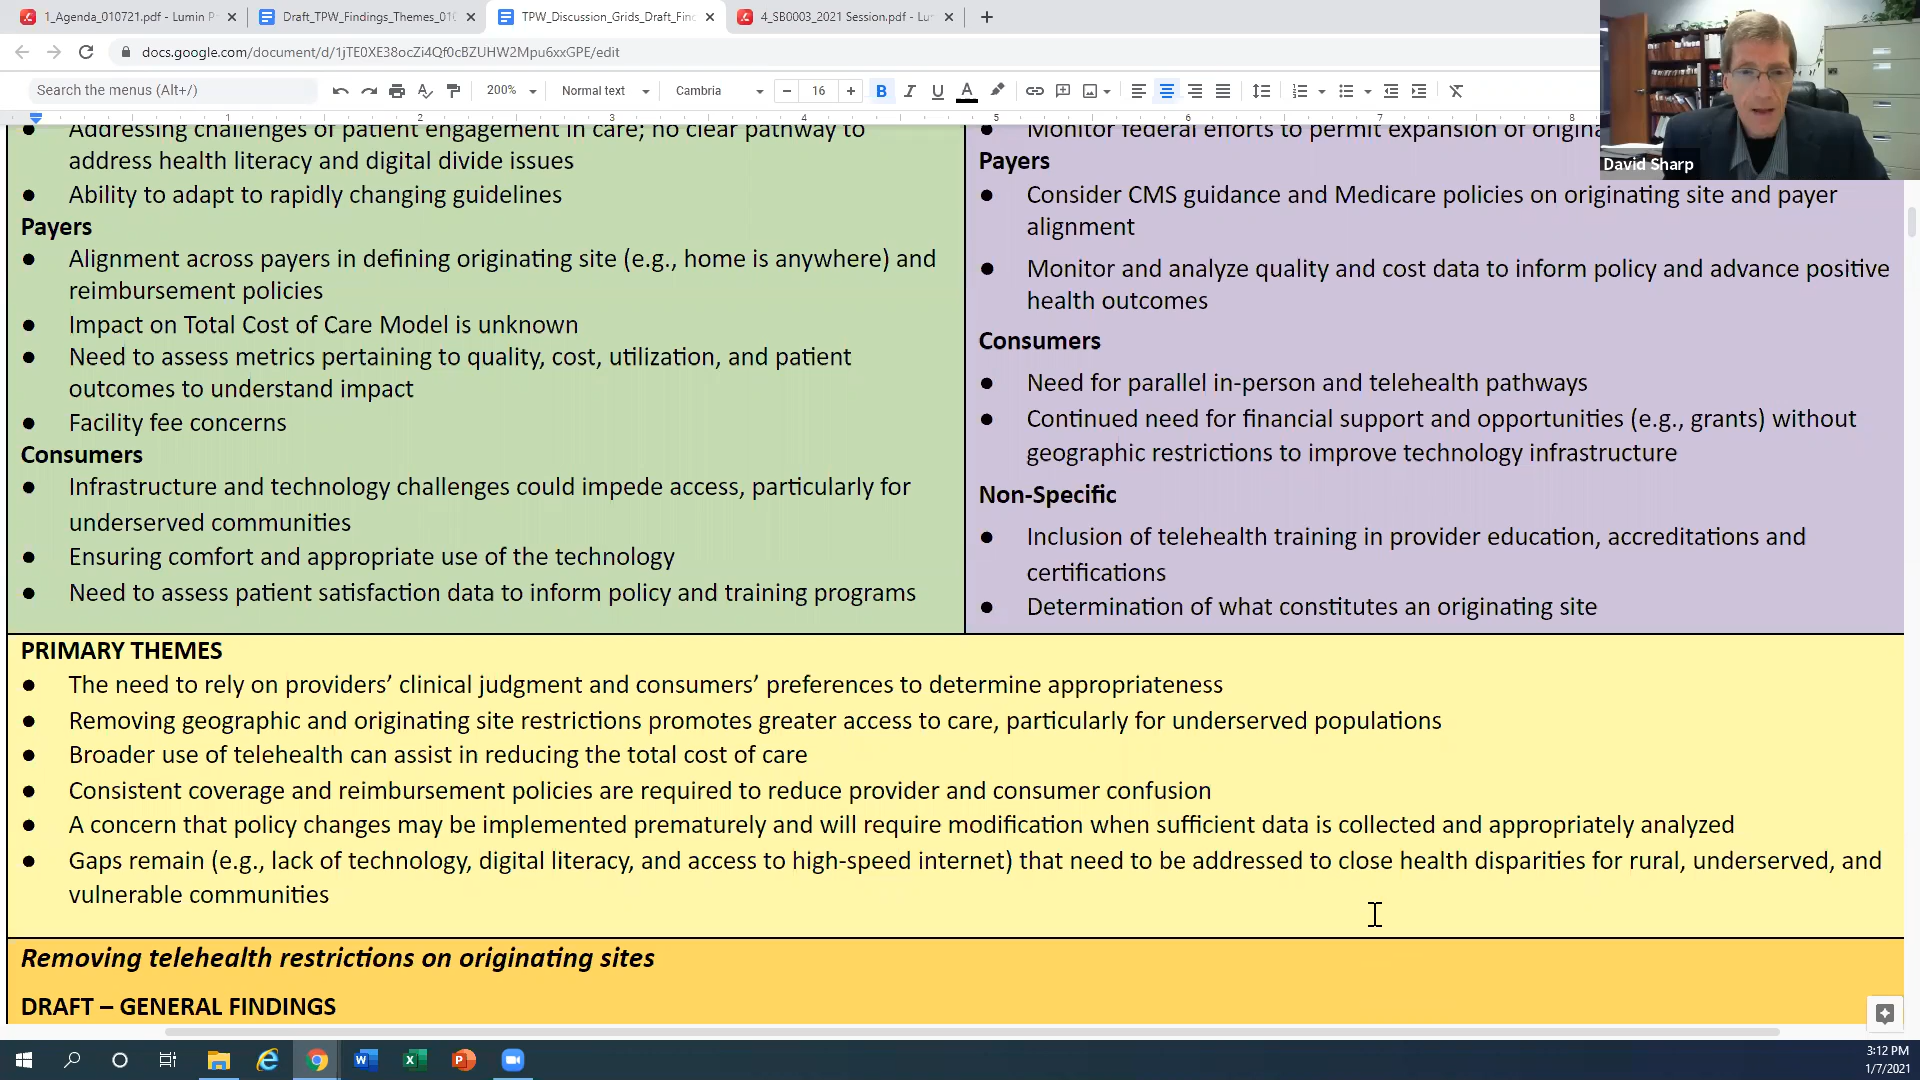 1_Agenda_010721.pdf - Lumin P
Draft_TPW_Findings_Themes_010
TPW_Discussion_Grids_Draft_Find
4_SB0003_2021 Session.pdf - Lu
docs.google.com/document/d/1jTE0XE38ocZi4Qf0cBZUHW2Mpu6xxGPE/edit
Search the menus (Alt+/)
200%
Normal text
Cambria
16
B I U A
1 2 3 4 5 6 7 8
David Sharp
● Addressing challenges of patient engagement in care; no clear pathway to
address health literacy and digital divide issues
● Ability to adapt to rapidly changing guidelines
Payers
● Alignment across payers in defining originating site (e.g., home is anywhere) and
reimbursement policies
● Impact on Total Cost of Care Model is unknown
● Need to assess metrics pertaining to quality, cost, utilization, and patient
outcomes to understand impact
● Facility fee concerns
Consumers
● Infrastructure and technology challenges could impede access, particularly for
underserved communities
● Ensuring comfort and appropriate use of the technology
● Need to assess patient satisfaction data to inform policy and training programs
● Monitor federal efforts to permit expansion of origina
Payers
● Consider CMS guidance and Medicare policies on originating site and payer
alignment
● Monitor and analyze quality and cost data to inform policy and advance positive
health outcomes
Consumers
● Need for parallel in-person and telehealth pathways
● Continued need for financial support and opportunities (e.g., grants) without
geographic restrictions to improve technology infrastructure
Non-Specific
● Inclusion of telehealth training in provider education, accreditations and
certifications
● Determination of what constitutes an originating site
PRIMARY THEMES
● The need to rely on providers’ clinical judgment and consumers’ preferences to determine appropriateness
● Removing geographic and originating site restrictions promotes greater access to care, particularly for underserved populations
● Broader use of telehealth can assist in reducing the total cost of care
● Consistent coverage and reimbursement policies are required to reduce provider and consumer confusion
● A concern that policy changes may be implemented prematurely and will require modification when sufficient data is collected and appropriately analyzed
● Gaps remain (e.g., lack of technology, digital literacy, and access to high-speed internet) that need to be addressed to close health disparities for rural, underserved, and
vulnerable communities
Removing telehealth restrictions on originating sites
DRAFT – GENERAL FINDINGS
3:12 PM
1/7/2021